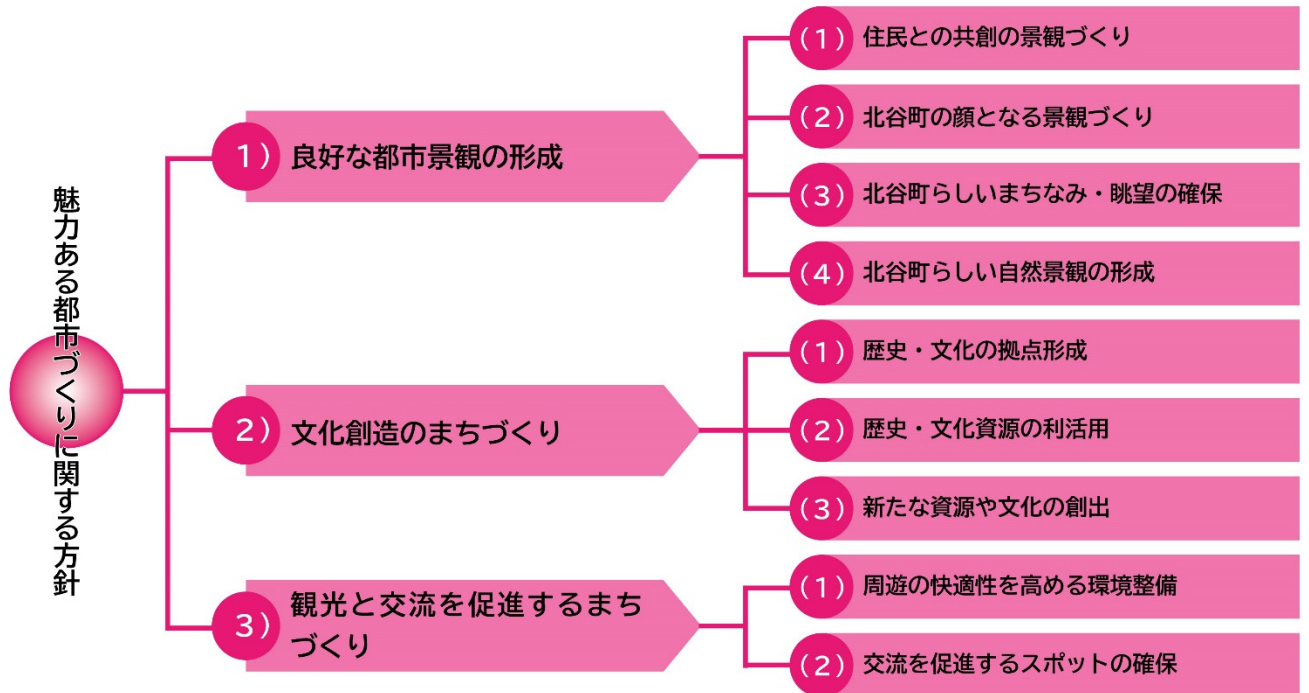 魅力ある都市づくりに関する方針
1) 良好な都市景観の形成
(1) 住民との共創の景観づくり
(2) 北谷町の顔となる景観づくり
(3) 北谷町らしいまちなみ・眺望の確保
(4) 北谷町らしい自然景観の形成
2) 文化創造のまちづくり
(1) 歴史・文化の拠点形成
(2) 歴史・文化資源の利活用
(3) 新たな資源や文化の創出
3) 観光と交流を促進するまち
づくり
(1) 周遊の快適性を高める環境整備
(2) 交流を促進するスポットの確保